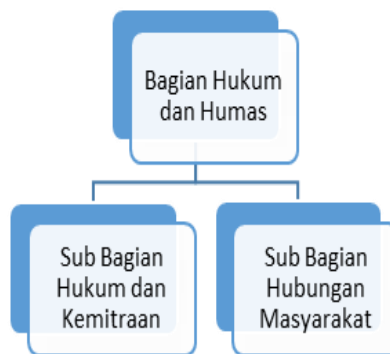 Bagian Hukum
dan Humas
Sub Bagian
Hukum dan
Kemitraan
Sub Bagian
Hubungan
Masyarakat